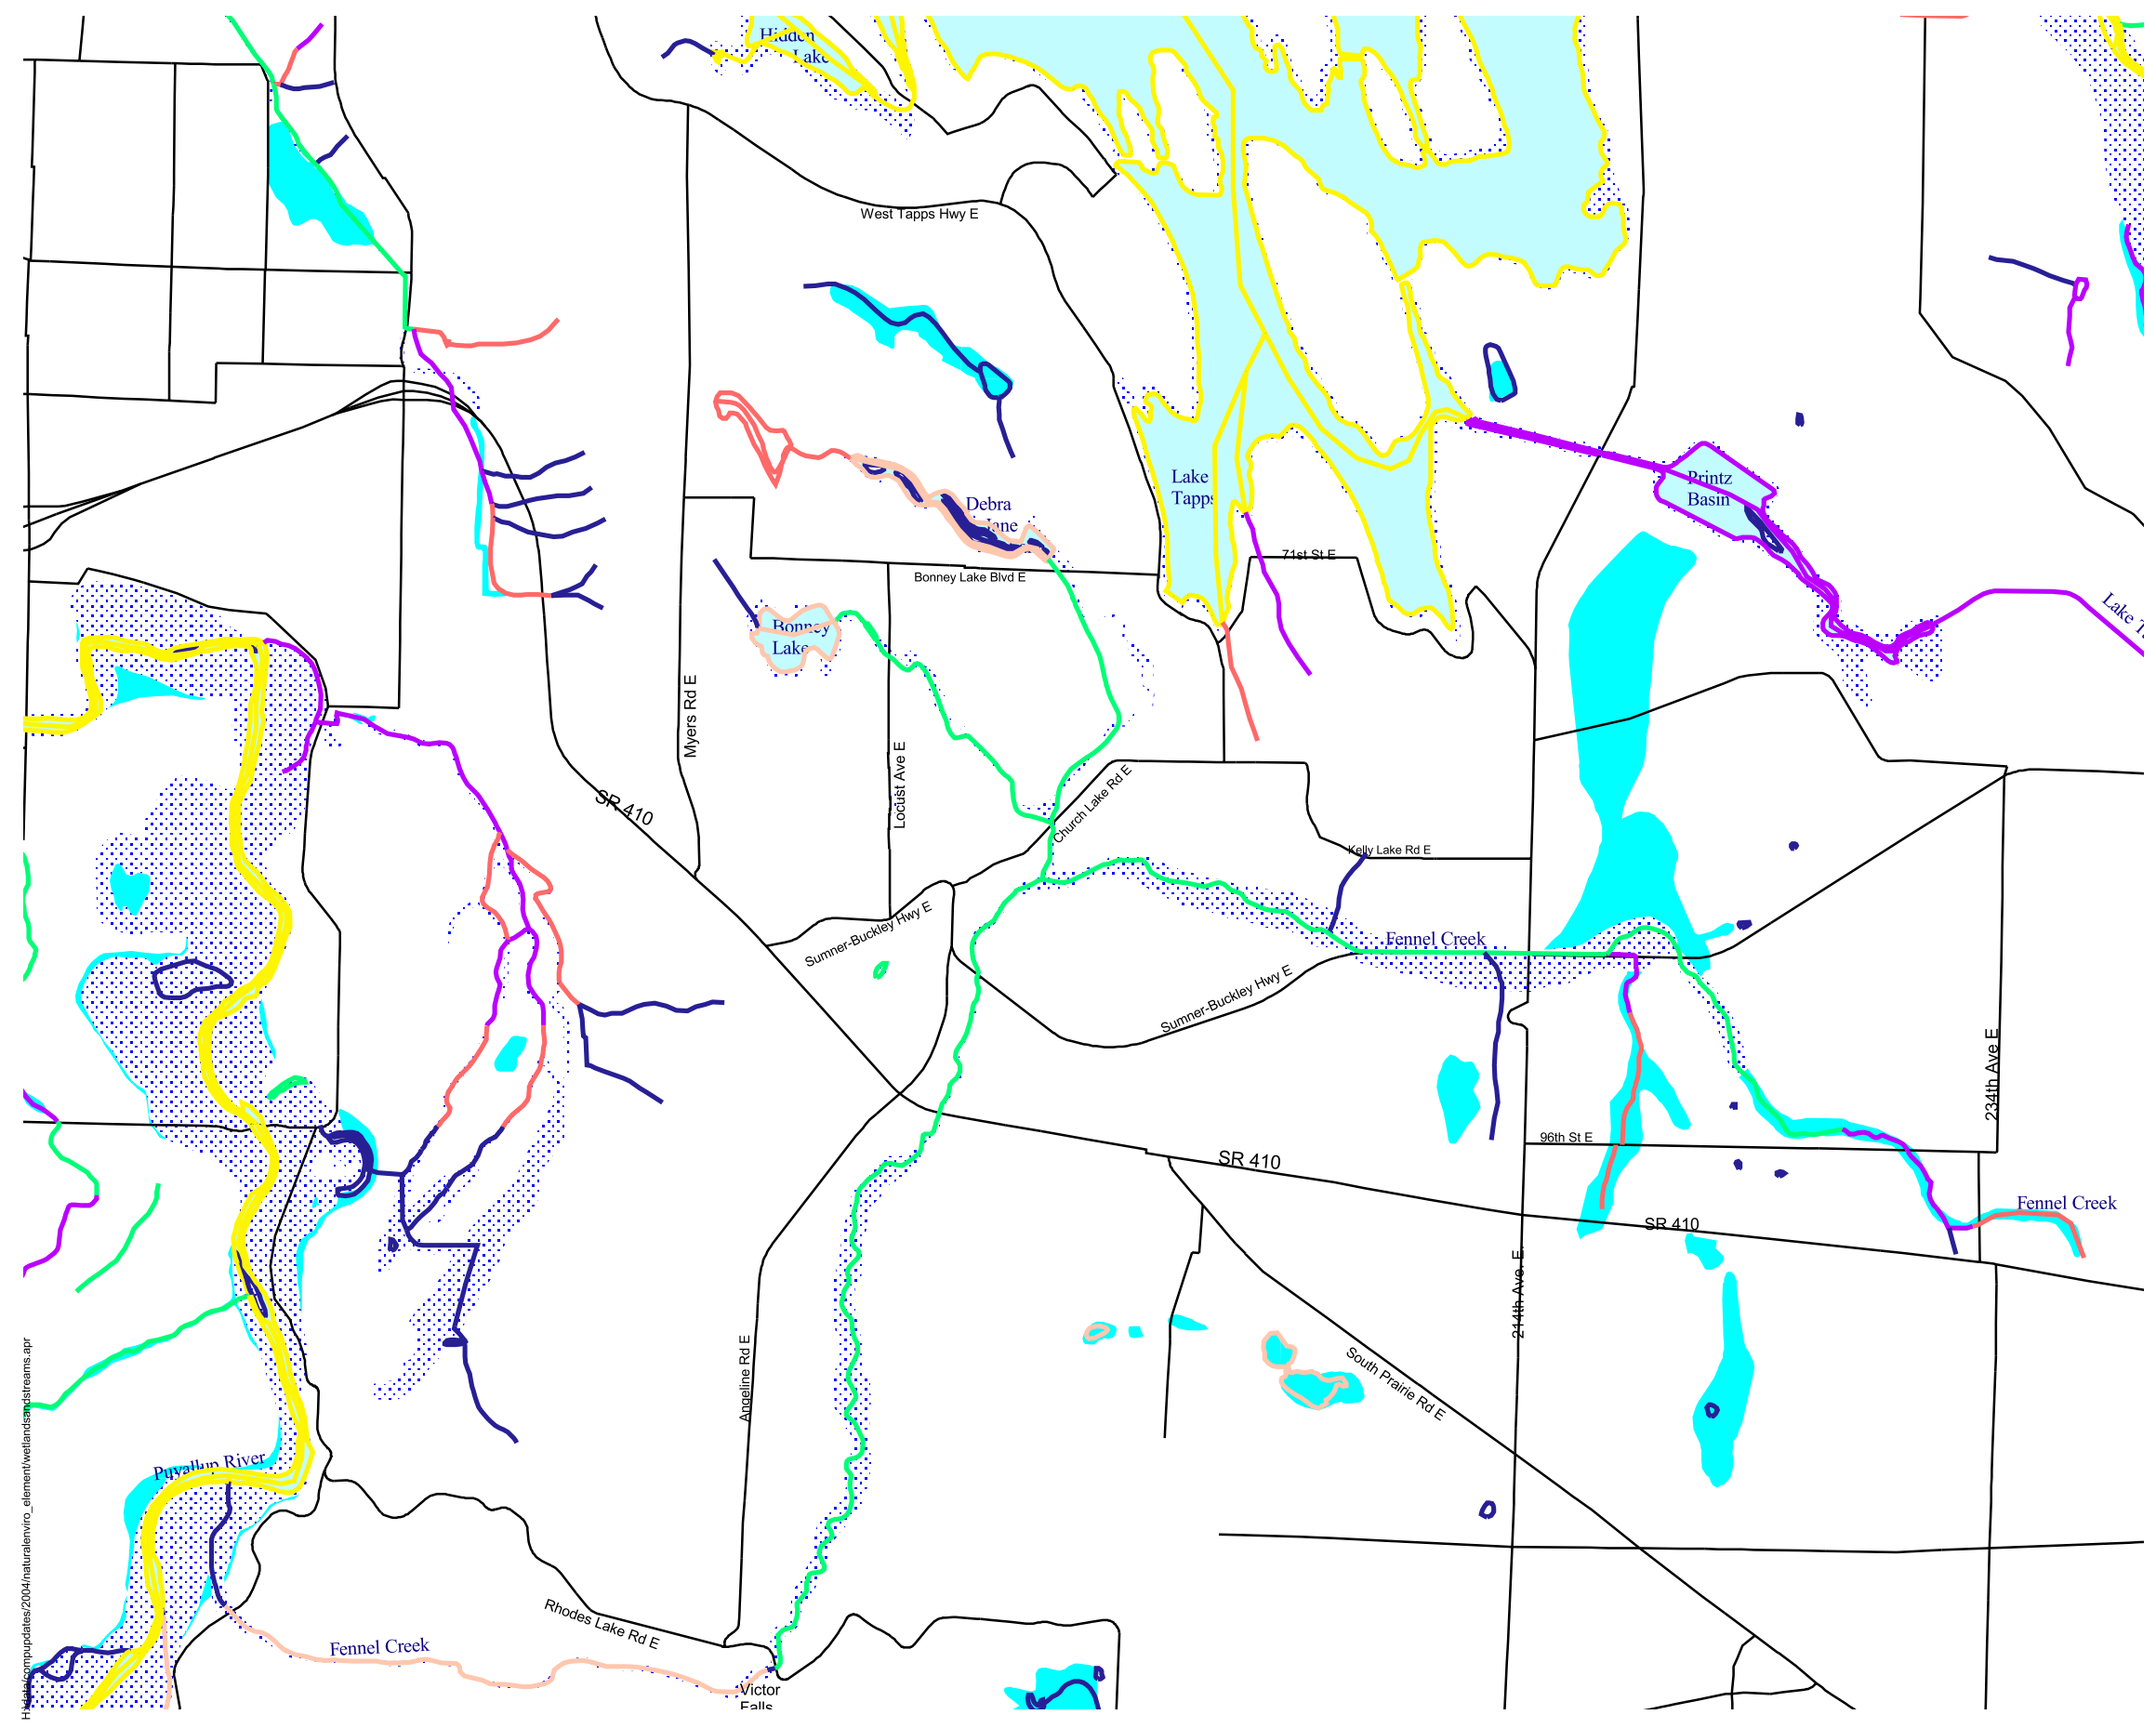 Hidden
Lake
West Tapps Hwy E
Lake
Tapps
Printz
Basin
Debra
Jane
71st St E
Bonney Lake Blvd E
Bonney
Lake
Myers Rd E
Locust Ave E
SR 410
Church Lake Rd E
Kelly Lake Rd E
Sumner-Buckley Hwy E
Fennel Creek
Sumner-Buckley Hwy E
234th Ave E
96th St E
SR 410
Fennel Creek
SR 410
214th Ave. E.
Angeline Rd E
South Prairie Rd E
Puyallup River
Rhodes Lake Rd E
Fennel Creek
Victor
Falls